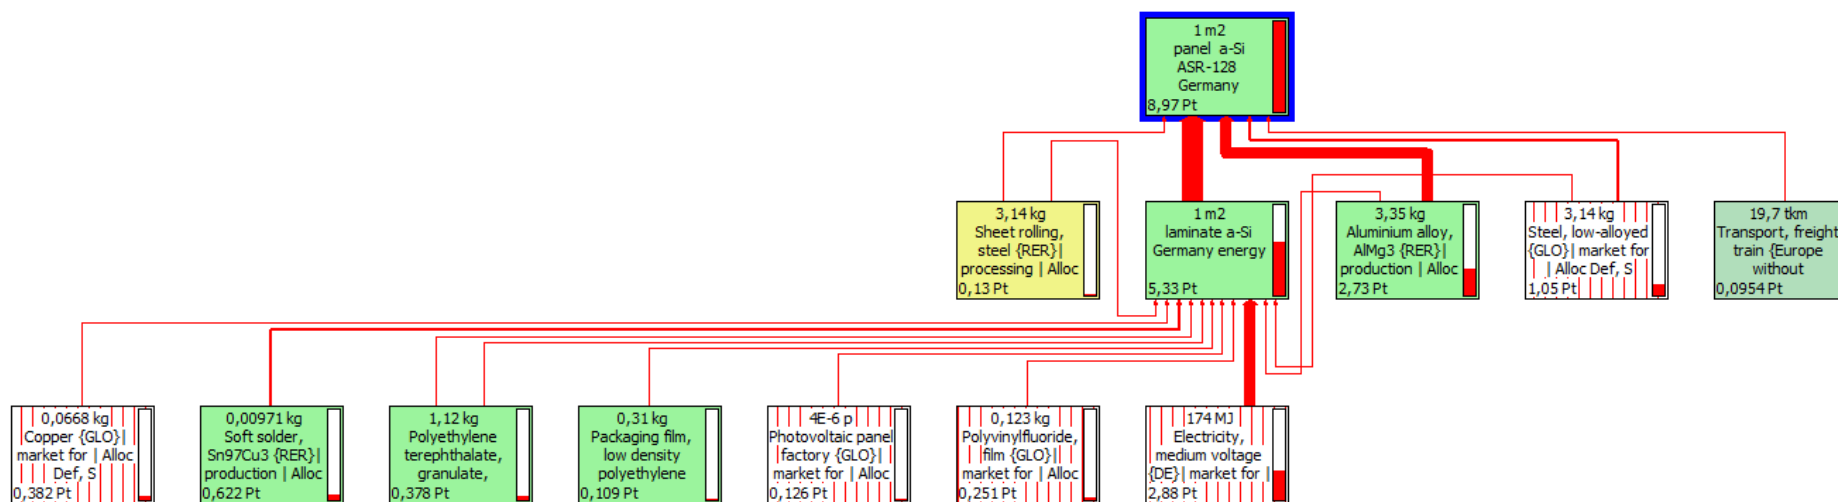 1 m2
panel a-Si
ASR-128
Germany
8,97 Pt
3,14 kg
Sheet rolling,
steel {RER}|
processing | Alloc
0,13 Pt
1 m2
laminate a-Si
Germany energy
5,33 Pt
3,35 kg
Aluminium alloy,
AlMg3 {RER}|
production | Alloc
2,73 Pt
3,14 kg
Steel, low-alloyed
{GLO}| market for
| Alloc Def, S
1,05 Pt
19,7 tkm
Transport, freight
train {Europe
without
0,0954 Pt
0,0668 kg
Copper {GLO}|
market for | Alloc
Def, S
0,382 Pt
0,00971 kg
Soft solder,
Sn97Cu3 {RER}|
production | Alloc
0,622 Pt
1,12 kg
Polyethylene
terephthalate,
granulate,
0,378 Pt
0,31 kg
Packaging film,
low density
polyethylene
0,109 Pt
4E-6 p
Photovoltaic panel
factory {GLO}|
market for | Alloc
0,126 Pt
0,123 kg
Polyvinylfluoride,
film {GLO}|
market for | Alloc
0,251 Pt
174 MJ
Electricity,
medium voltage
{DE}| market for |
2,88 Pt